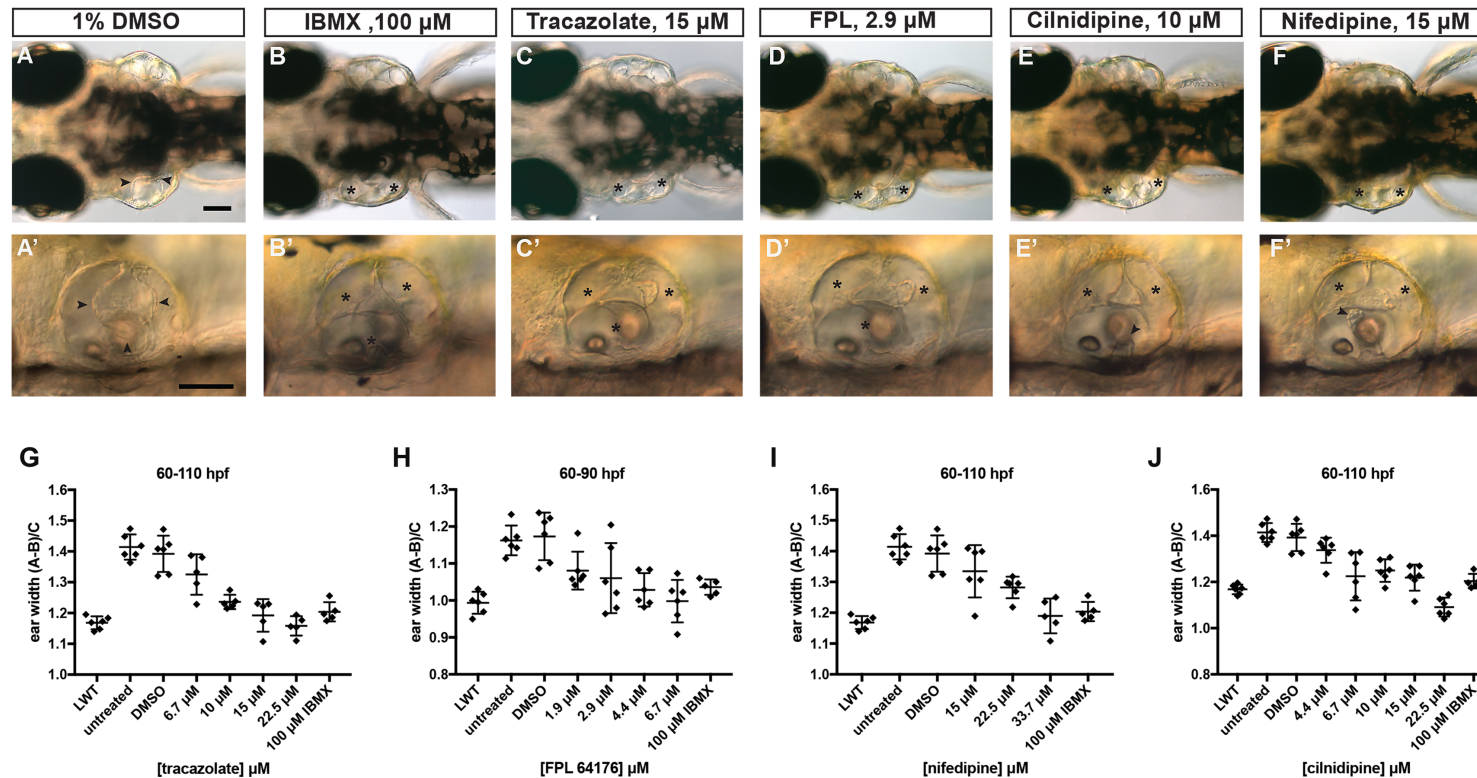 1% DMSO
IBMX ,100 µM
Tracazolate, 15 µM
FPL, 2.9 µM
Cilnidipine, 10 µM
Nifedipine, 15 µM
A
B
C
D
E
F
A’
B’
C’
D’
E’
F’
G
60-110 hpf
ear width (A-B)/C
1.6
1.5
1.4
1.3
1.2
1.1
1.0
LWT
untreated
DMSO
6.7 µM
10 µM
15 µM
22.5 µM
100 µM IBMX
[tracazolate] µM
H
60-90 hpf
ear width (A-B)/C
1.3
1.2
1.1
1.0
0.9
0.8
LWT
untreated
DMSO
1.9 µM
2.9 µM
4.4 µM
6.7 µM
100 µM IBMX
[FPL 64176] µM
I
60-110 hpf
ear width (A-B)/C
1.6
1.5
1.4
1.3
1.2
1.1
1.0
LWT
untreated
DMSO
15 µM
22.5 µM
33.7 µM
100 µM IBMX
[nifedipine] µM
J
60-110 hpf
ear width (A-B)/C
1.6
1.4
1.2
1.0
0.8
LWT
untreated
DMSO
4.4 µM
6.7 µM
10 µM
15 µM
22.5 µM
100 µM IBMX
[cilnidipine] µM